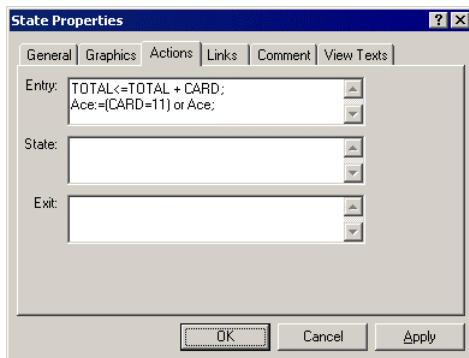 State Properties
General Graphics Actions Links Comment View Texts
Entry: TOTAL<=TOTAL + CARD;
Ace:=(CARD=11) or Ace;
State:
Exit:
OK Cancel Apply